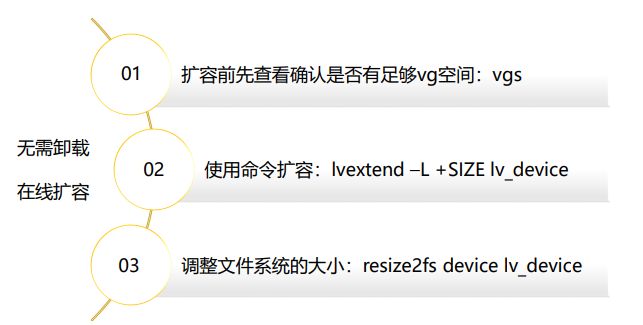 01
扩容前先查看确认是否有足够vg空间：vgs
无需卸载
在线扩容
02
使用命令扩容：lvextend –L +SIZE lv_device
03
调整文件系统的大小：resize2fs device lv_device